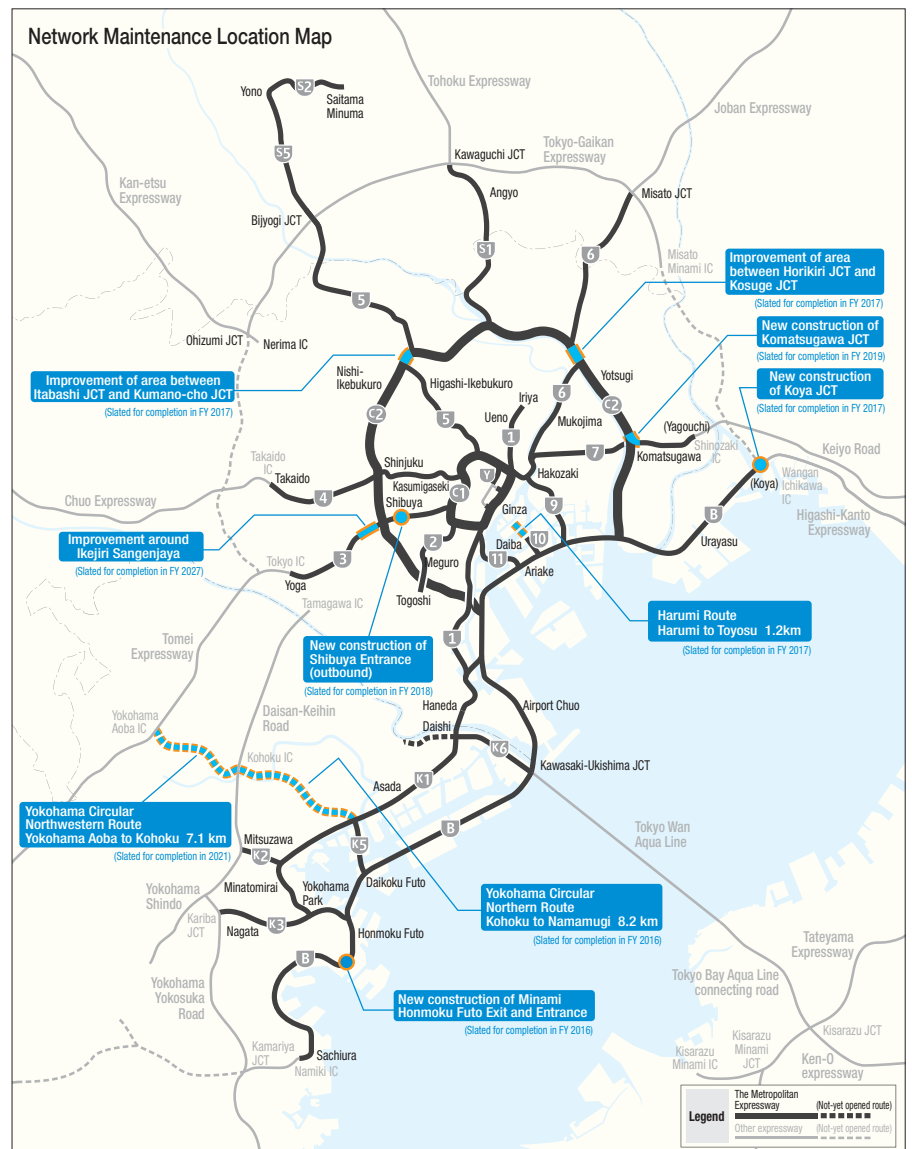 Network Maintenance Location Map
Tohoku Expressway
Yono
S2
Saitama
Minuma
Joban Expressway
S5
Kawaguchi JCT
Tokyo-Gaikan
Expressway
Kan-etsu
Expressway
Angyo
Misato JCT
Bijyogi JCT
S1
6
Misato
Minami IC
Improvement of area
between Horikiri JCT and
Kosuge JCT
(Slated for completion in FY 2017)
5
Ohizumi JCT
Nerima IC
New construction of
Komatsugawa JCT
(Slated for completion in FY 2019)
Improvement of area between
Itabashi JCT and Kumano-cho JCT
(Slated for completion in FY 2017)
Nishi-
Ikebukuro
Higashi-Ikebukuro
Yotsugi
New construction
of Koya JCT
(Slated for completion in FY 2017)
C2
5
Iriya
Ueno
1
6
Mukojima
C2
(Yagouchi)
Shinozaki
IC
Keiyo Road
Takaido
IC
Takaido
4
Shinjuku
Kasumigaseki
Shibuya
C1
Y
Hakozaki
7
Komatsugawa
(Koya)
Wangan
Ichikawa
IC
Higashi-Kanto
Expressway
Chuo Expressway
Ginza
9
B
Urayasu
Improvement around
Ikejiri Sangenjaya
(Slated for completion in FY 2027)
2
Meguro
Daiba
10
11
Ariake
Tokyo IC
Yoga
3
Togoshi
Tamagawa IC
Tomei
Expressway
1
Harumi Route
Harumi to Toyosu 1.2km
(Slated for completion in FY 2017)
New construction of
Shibuya Entrance
(outbound)
(Slated for completion in FY 2018)
Yokohama
Aoba IC
Daisan-Keihin
Road
Haneda
Daishi
Airport Chuo
Kohoku IC
K6
Kawasaki-Ukishima JCT
K1
Asada
Yokohama Circular
Northwestern Route
Yokohama Aoba to Kohoku 7.1 km
(Slated for completion in 2021)
Mitsuzawa
K2
K5
B
Tokyo Wan
Aqua Line
Minatomirai
Yokohama
Park
Daikoku Futo
Yokohama
Shindo
Kariba
JCT
Nagata
K3
Yokohama Circular
Northern Route
Kohoku to Namamugi 8.2 km
(Slated for completion in FY 2016)
Honmoku Futo
B
Tateyama
Expressway
Yokohama
Yokosuka
Road
Tokyo Bay Aqua Line
connecting road
New construction of Minami
Honmoku Futo Exit and Entrance
(Slated for completion in FY 2016)
Kisarazu JCT
Kamariya
JCT
Sachiura
Namiki IC
Kisarazu
Minami IC
Kisarazu
Minami
JCT
Ken-O
expressway
Legend
The Metropolitan
Expressway
(Not-yet opened route)
Other expressway
(Not-yet opened route)